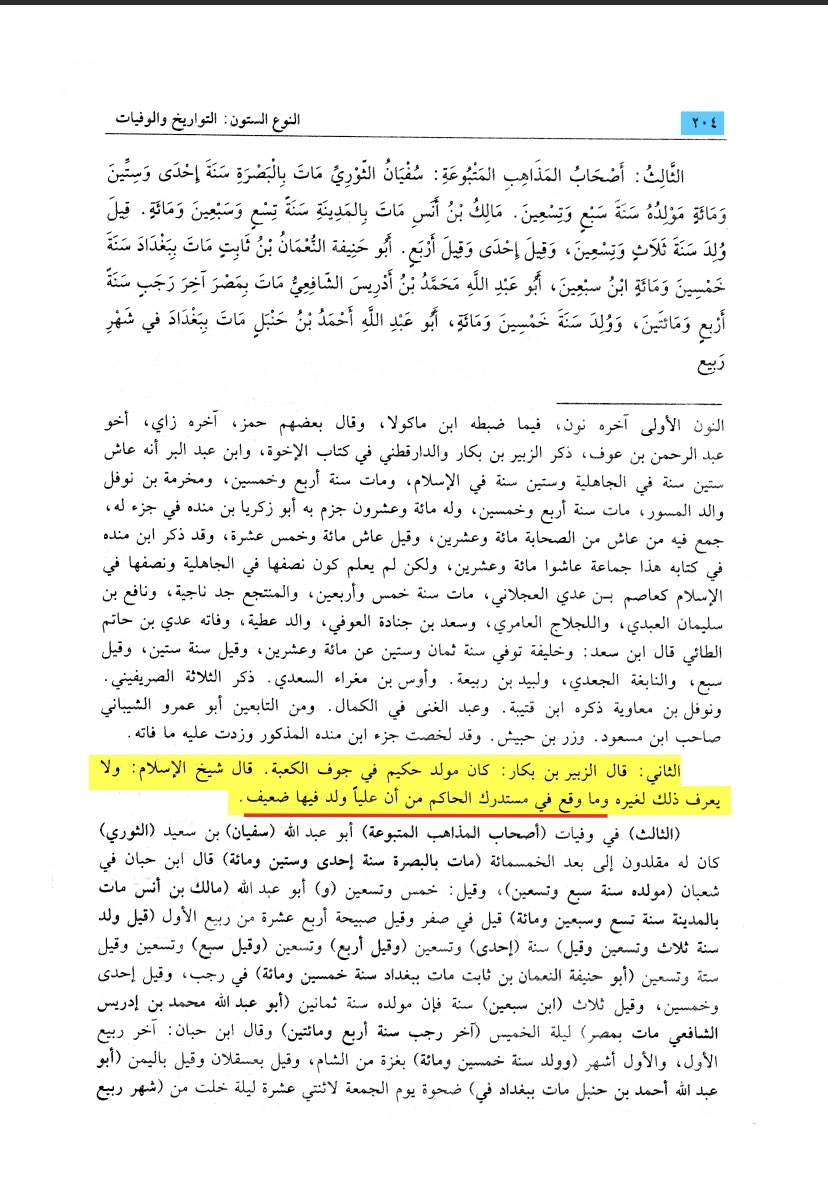 ٢٠٤ النوع الستون: التواريخ والوفيات
الثَّالِثُ: أَصْحَابُ المَذَاهِبِ المَتْبُوعَةِ: سُفْيَانُ الثَّوْرِيُّ مَاتَ بِالْبَصْرَةِ سَنَةَ إِحْدَى وَسِتِّينَ
وَمَائَةٍ مَوْلِدُهُ سَنَةَ سَبْعٍ وَتِسْعِينَ. مَالِكُ بْنُ أَنَسٍ مَاتَ بِالمَدِينَةِ سَنَةَ تِسْعٍ وَسَبْعِينَ وَمَائَةٍ. قِيلَ
وُلِدَ سَنَةَ ثَلَاثٍ وَتِسْعِينَ، وَقِيلَ إِحْدَى وَقِيلَ أَرْبَعٍ. أَبُو حَنِيفَة النُّعْمَانُ بْنُ ثَابِتٍ مَاتَ بِبَغْدَادَ سَنَةَ
خَمْسِينَ وَمَائَةٍ ابْنُ سَبْعِينَ، أَبُو عَبْدِ اللَّهِ مَحَمَّدُ بْنُ أَدْرِيسَ الشَّافِعِيُّ مَاتَ بِمَصْرَ آخِرَ رَجَبٍ سَنَةَ
أَرْبعٍ وَمَائتَينَ، وَوُلِدَ سَنَةَ خَمْسِينَ وَمَائَةٍ، أَبُو عَبْدِ اللَّهِ أَحْمَدُ بْنُ حَنْبَلٍ مَاتَ بِبَغْدَادَ في شَهْرِ
رَبِيع
النون الأولى آخره نون، فيما ضبطه ابن ماكولا، وقال بعضهم حمز، آخره زاي، أخو
عبد الرحمن بن عوف، ذكر الزبير بن بكار والدارقطني في كتاب الإخوة، وابن عبد البر أنه عاش
ستين سنة في الجاهلية وستين سنة في الإسلام، ومات سنة أربع وخمسين، ومخرمة بن نوفل
والد المسور، مات سنة أربع وخمسين، وله مائة وعشرون جزم به أبو زكريا بن منده في جزء له،
جمع فيه من عاش من الصحابة مائة وعشرين، وقيل عاش مائة وخمس عشرة، وقد ذكر ابن منده
في كتابه هذا جماعة عاشوا مائة وعشرين، ولكن لم يعلم كون نصفها في الجاهلية ونصفها في
الإسلام كعاصم بن عدي العجلاني، مات سنة خمس وأربعين، والمنتجع جد ناجية، ونافع بن
سليمان العبدي، واللجلاج العامري، وسعد بن جنادة العوفي، والد عطية، وفاته عدي بن حاتم
الطائي قال ابن سعد: وخليفة توفي سنة ثمان وستين عن مائة وعشرين، وقيل سنة ستين، وقيل
سبع، والنابغة الجعدي، ولبيد بن ربيعة. وأوس بن مغراء السعدي. ذكر الثلاثة الصريفيني.
ونوفل بن معاوية ذكره ابن قتيبة. وعبد الغنى في الكمال. ومن التابعين أبو عمرو الشيباني
صاحب ابن مسعود. وزر بن حبيش. وقد لخصت جزء ابن منده المذكور وزدت عليه ما فاته.
الثاني: قال الزبير بن بكار: كان مولد حكيم في جوف الكعبة. قال شيخ الإسلام: ولا
يعرف ذلك لغيره وما وقع في مستدرك الحاكم من أن علياً ولد فيها ضعيف.
(الثالث) في وفيات (أصحاب المذاهب المتبوعة) أبو عبد الله (سفيان) بن سعيد (الثوري)
كان له مقلدون إلى بعد الخمسمائة (مات بالبصرة سنة إحدى وستين ومائة) قال ابن حبان في
شعبان (مولده سنة سبع وتسعين)، وقيل: خمس وتسعين (و) أبو عبد الله (مالك بن أنس مات
بالمدينة سنة تسع وسبعين ومائة) قيل في صفر وقيل صبيحة أربع عشرة من ربيع الأول (قيل ولد
سنة ثلاث وتسعين وقيل) سنة (إحدى) وتسعين (وقيل أربع) وتسعين (وقيل سبع) وتسعين وقيل
ستة وتسعين (أبو حنيفة النعمان بن ثابت مات ببغداد سنة خمسين ومائة) في رجب، وقيل إحدى
وخمسين، وقيل ثلاث (ابن سبعين) سنة فإن مولده سنة ثمانين (أبو عبد الله محمد بن إدريس
الشافعي مات بمصر) ليلة الخميس (آخر رجب سنة أربع ومائتين) وقال ابن حبان: آخر ربيع
الأول، والأول أشهر (وولد سنة خمسين ومائة) بغزة من الشام، وقيل بعسقلان وقيل باليمن (أبو
عبد الله أحمد بن حنبل مات ببغداد في) ضحوة يوم الجمعة لاثنتي عشرة ليلة خلت من (شهر ربيع